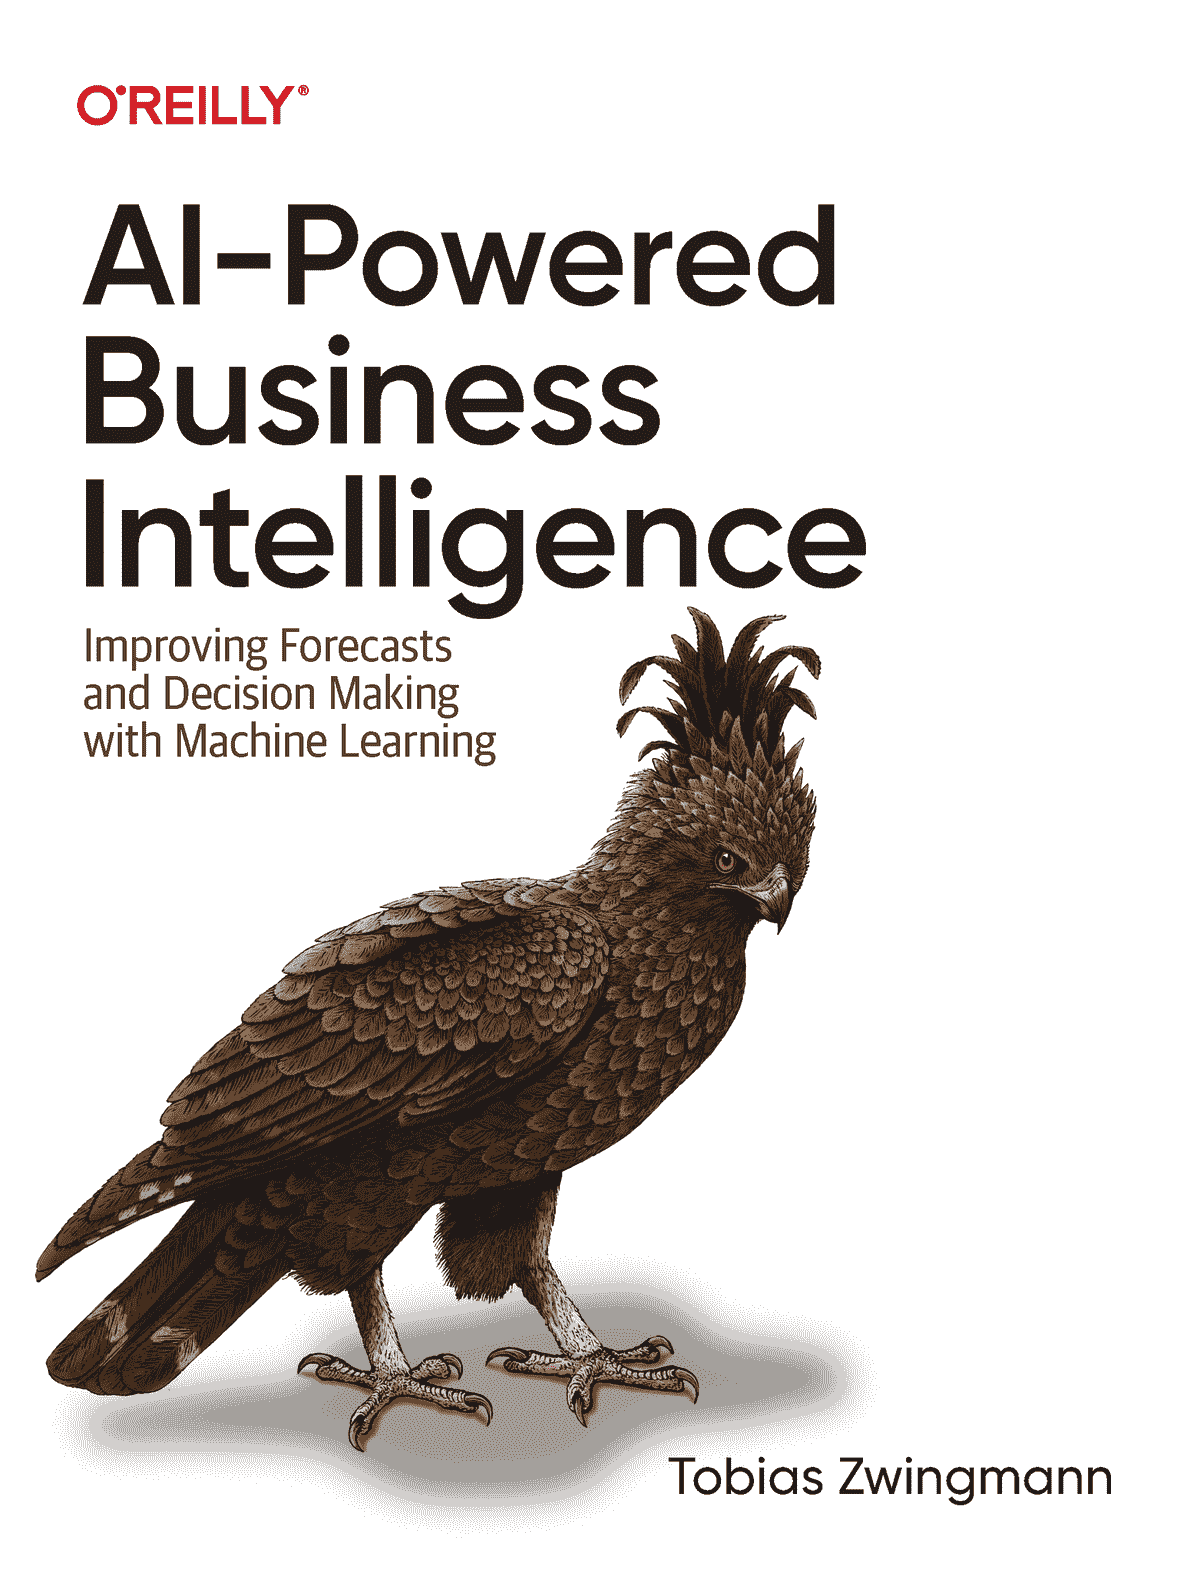 O'REILLY®
AI-Powered
Business
Intelligence
Improving Forecasts
and Decision Making
with Machine Learning
Tobias Zwingmann